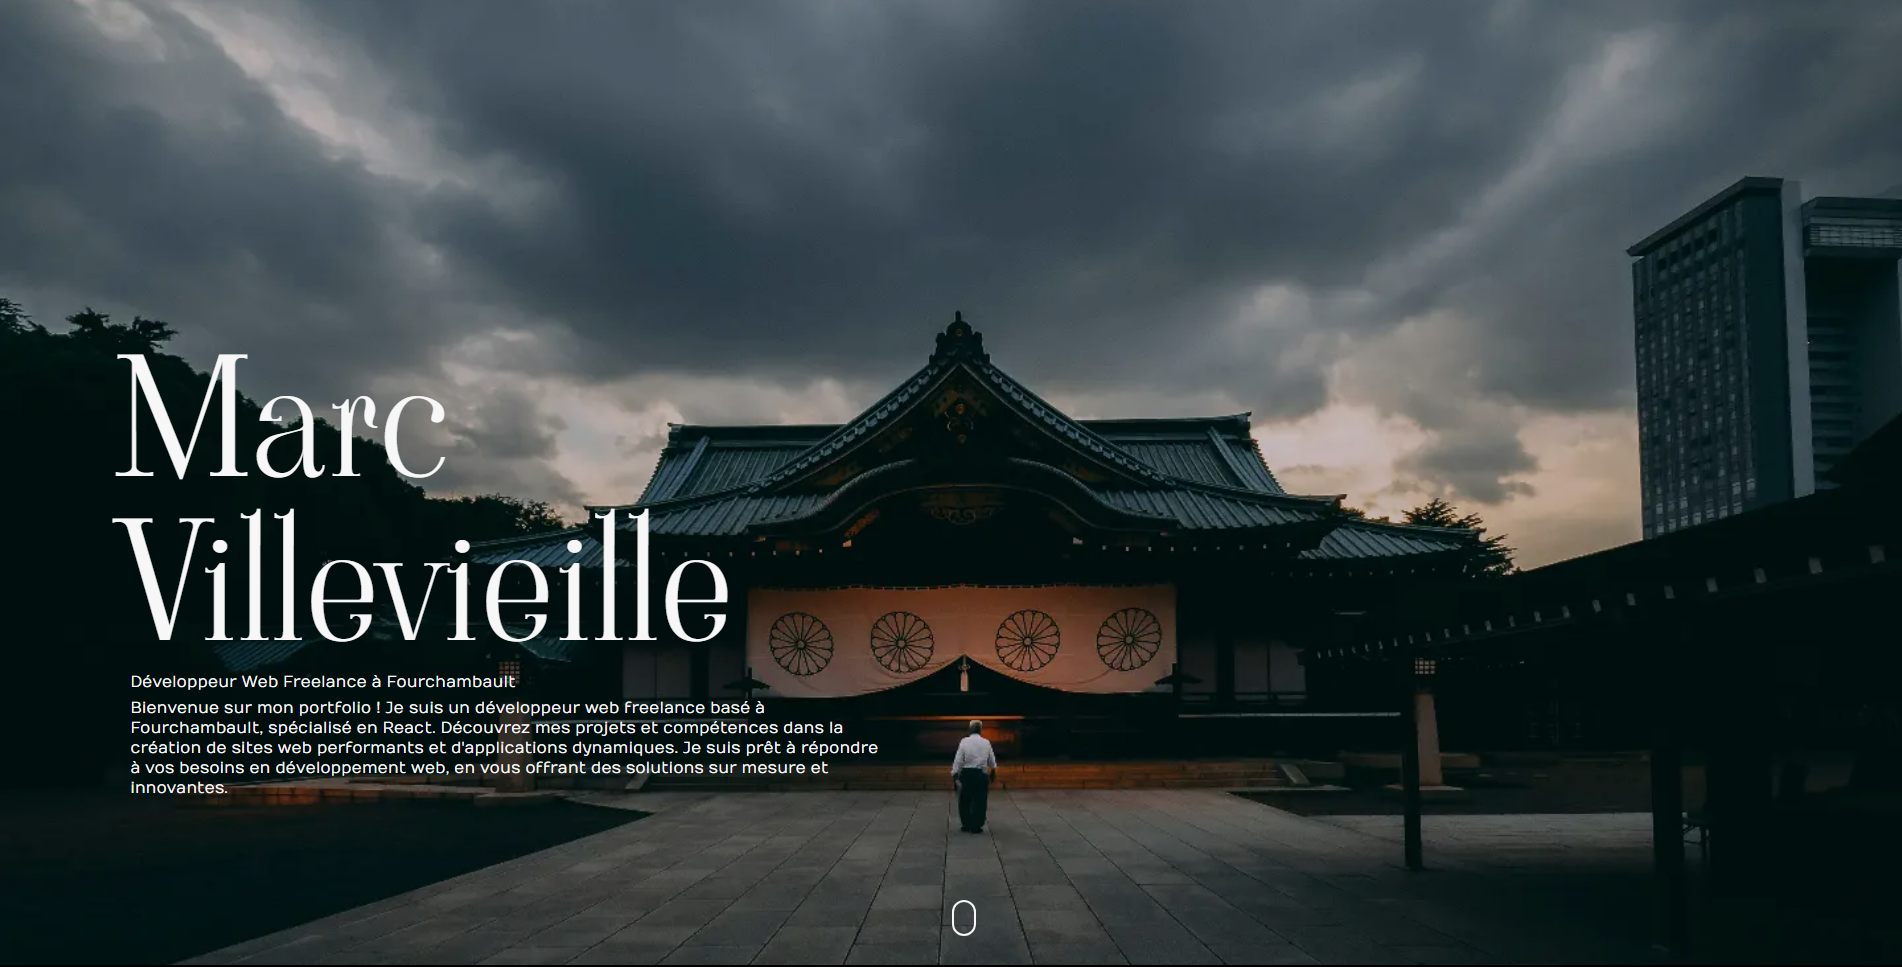 Marc
Villevieille
Développeur Web Freelance à Fourchambault
Bienvenue sur mon portfolio ! Je suis un développeur web freelance basé à
Fourchambault, spécialisé en React. Découvrez mes projets et compétences dans la
création de sites web performants et d'applications dynamiques. Je suis prêt à répondre
à vos besoins en développement web, en vous offrant des solutions sur mesure et
innovantes.